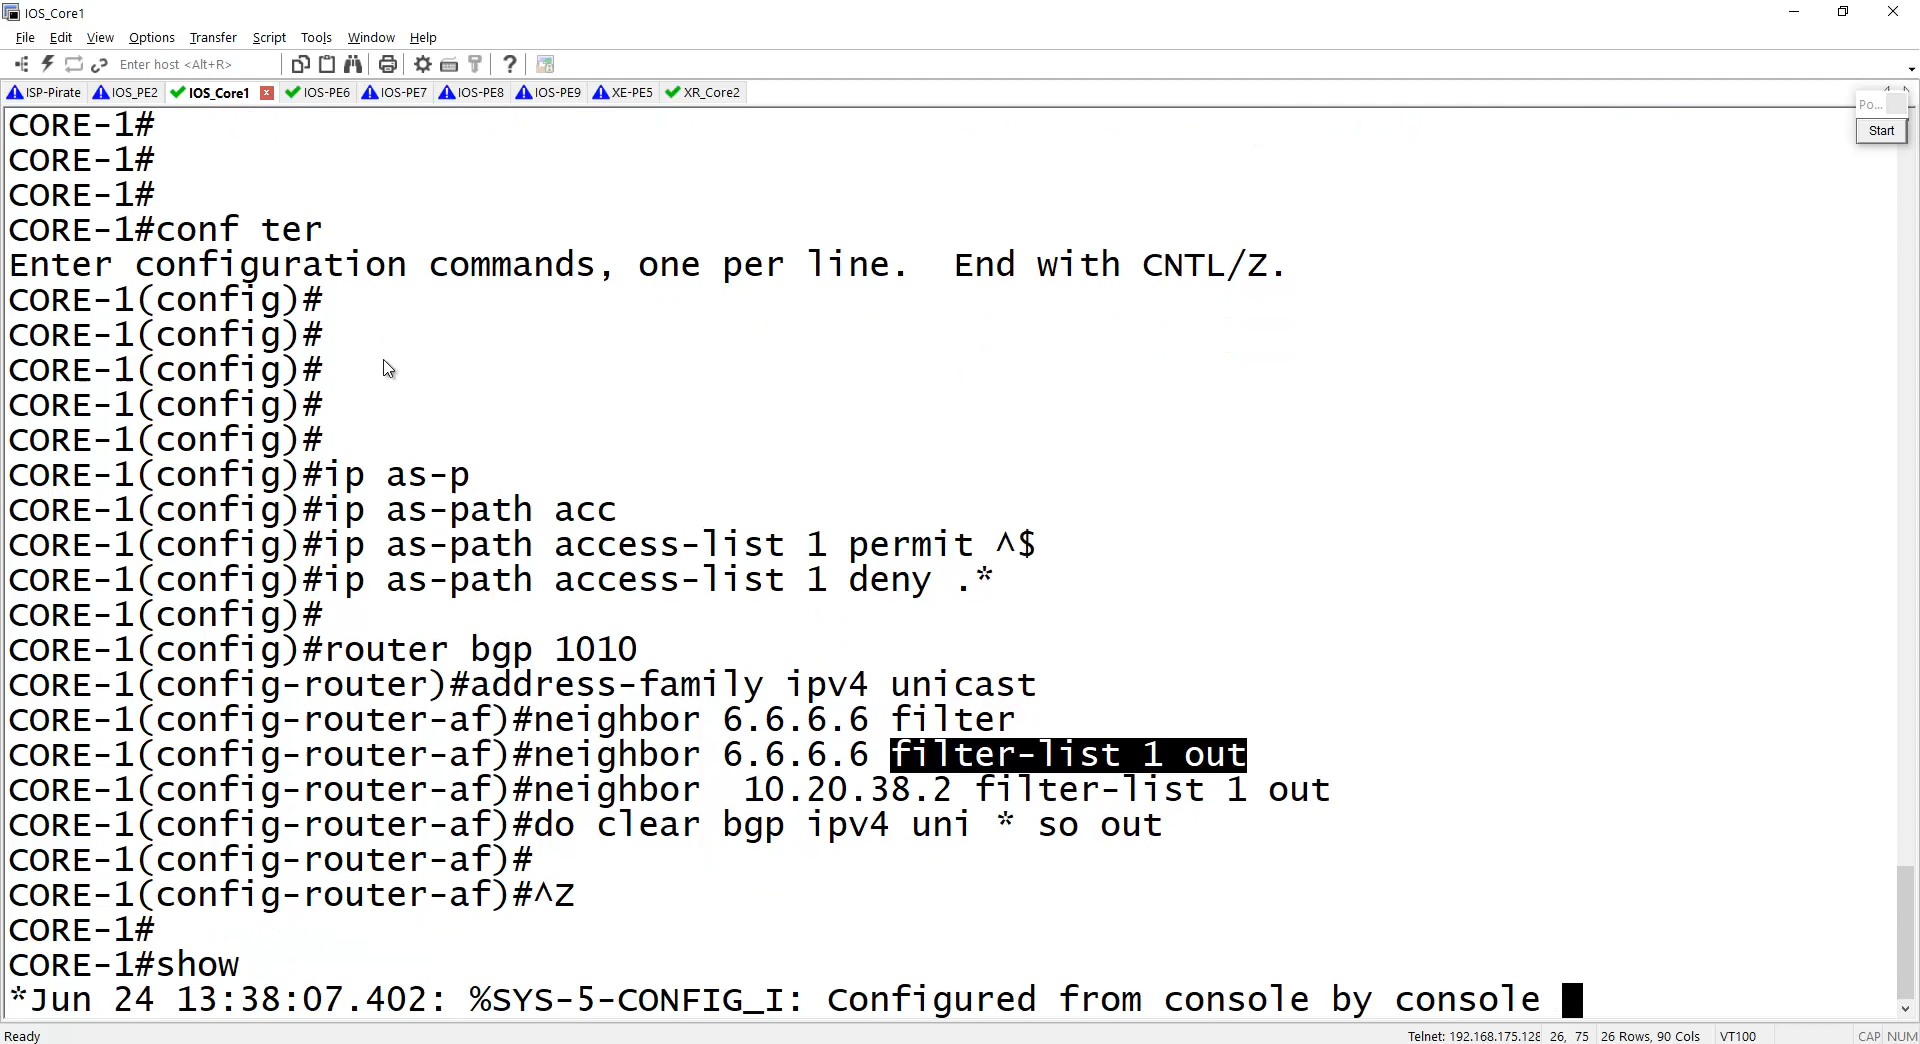 IOS_Core1
File Edit View Options Transfer Script Tools Window Help
Enter host <Alt+R>
ISP-Pirate IOS_PE2 IOS_Core1 IOS-PE6 IOS-PE7 IOS-PE8 IOS-PE9 XE-PE5 XR_Core2
Po...
Start
CORE-1#
CORE-1#
CORE-1#
CORE-1#conf ter
Enter configuration commands, one per line.  End with CNTL/Z.
CORE-1(config)#
CORE-1(config)#
CORE-1(config)#
CORE-1(config)#
CORE-1(config)#
CORE-1(config)#ip as-p
CORE-1(config)#ip as-path acc
CORE-1(config)#ip as-path access-list 1 permit ^$
CORE-1(config)#ip as-path access-list 1 deny .*
CORE-1(config)#
CORE-1(config)#router bgp 1010
CORE-1(config-router)#address-family ipv4 unicast
CORE-1(config-router-af)#neighbor 6.6.6.6 filter
CORE-1(config-router-af)#neighbor 6.6.6.6 filter-list 1 out
CORE-1(config-router-af)#neighbor  10.20.38.2 filter-list 1 out
CORE-1(config-router-af)#do clear bgp ipv4 uni * so out
CORE-1(config-router-af)#
CORE-1(config-router-af)#^Z
CORE-1#
CORE-1#show
*Jun 24 13:38:07.402: %SYS-5-CONFIG_I: Configured from console by console
Ready Telnet: 192.168.175.128 26, 75 26 Rows, 90 Cols VT100 CAP NUM